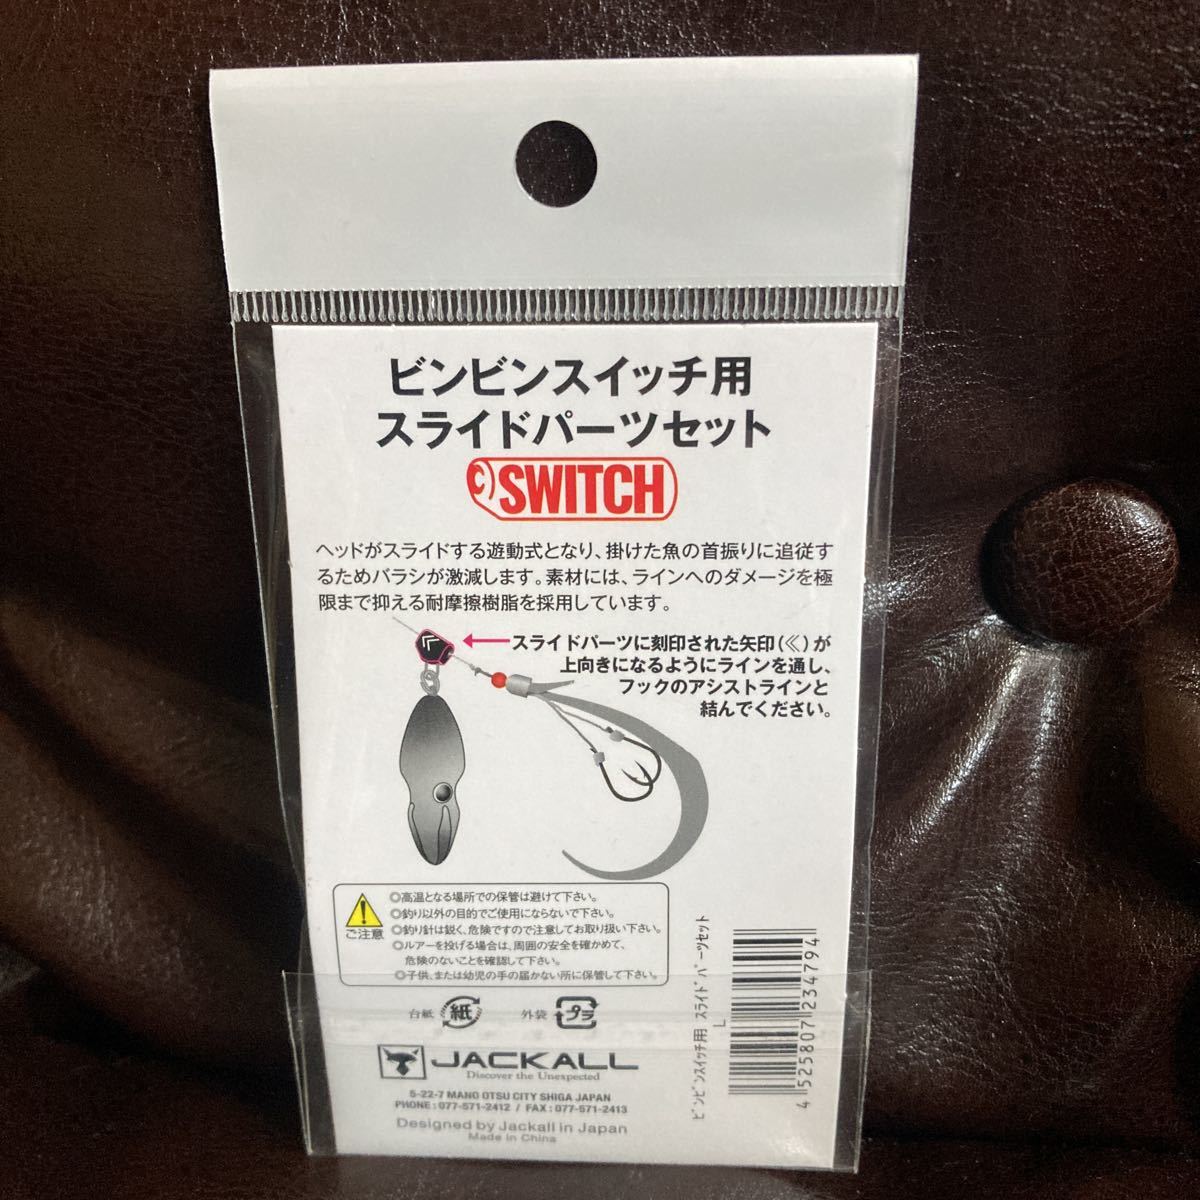 ビンビンスイッチ用
スライドパーツセット
SWITCH
ヘッドがスライドする遊動式となり、掛けた魚の首振りに追従す
るためバラシが激減します。素材には、ラインへのダメージを極
限まで抑える耐摩擦樹脂を採用しています。
スライドパーツに刻印された矢印(≪)が
上向きになるようにラインを通し、
フックのアシストラインと
結んでください。
ご注意
◎高温となる場所での保管は避けて下さい。
◎釣り以外の目的でご使用にならないで下さい。
◎釣り針は鋭く、危険ですので注意してお取り扱い下さい。
◎ルアーを投げる場合は、周囲の安全を確かめて、
危険のないことを確認して下さい。
◎子供、または幼児の手の届かない所に保管して下さい。
台紙 紙 外袋 プラ
JACKALL
Discover the Unexpected
5-22-7 MANO OTSU CITY SHIGA JAPAN
PHONE : 077-571-2412 / FAX : 077-571-2413
Designed by Jackall in Japan
Made in China
ﾋﾞﾝﾋﾞﾝｽｲｯﾁ用 ｽﾗｲﾄﾞﾊﾟｰﾂｾｯﾄ
L
4 525807 234794